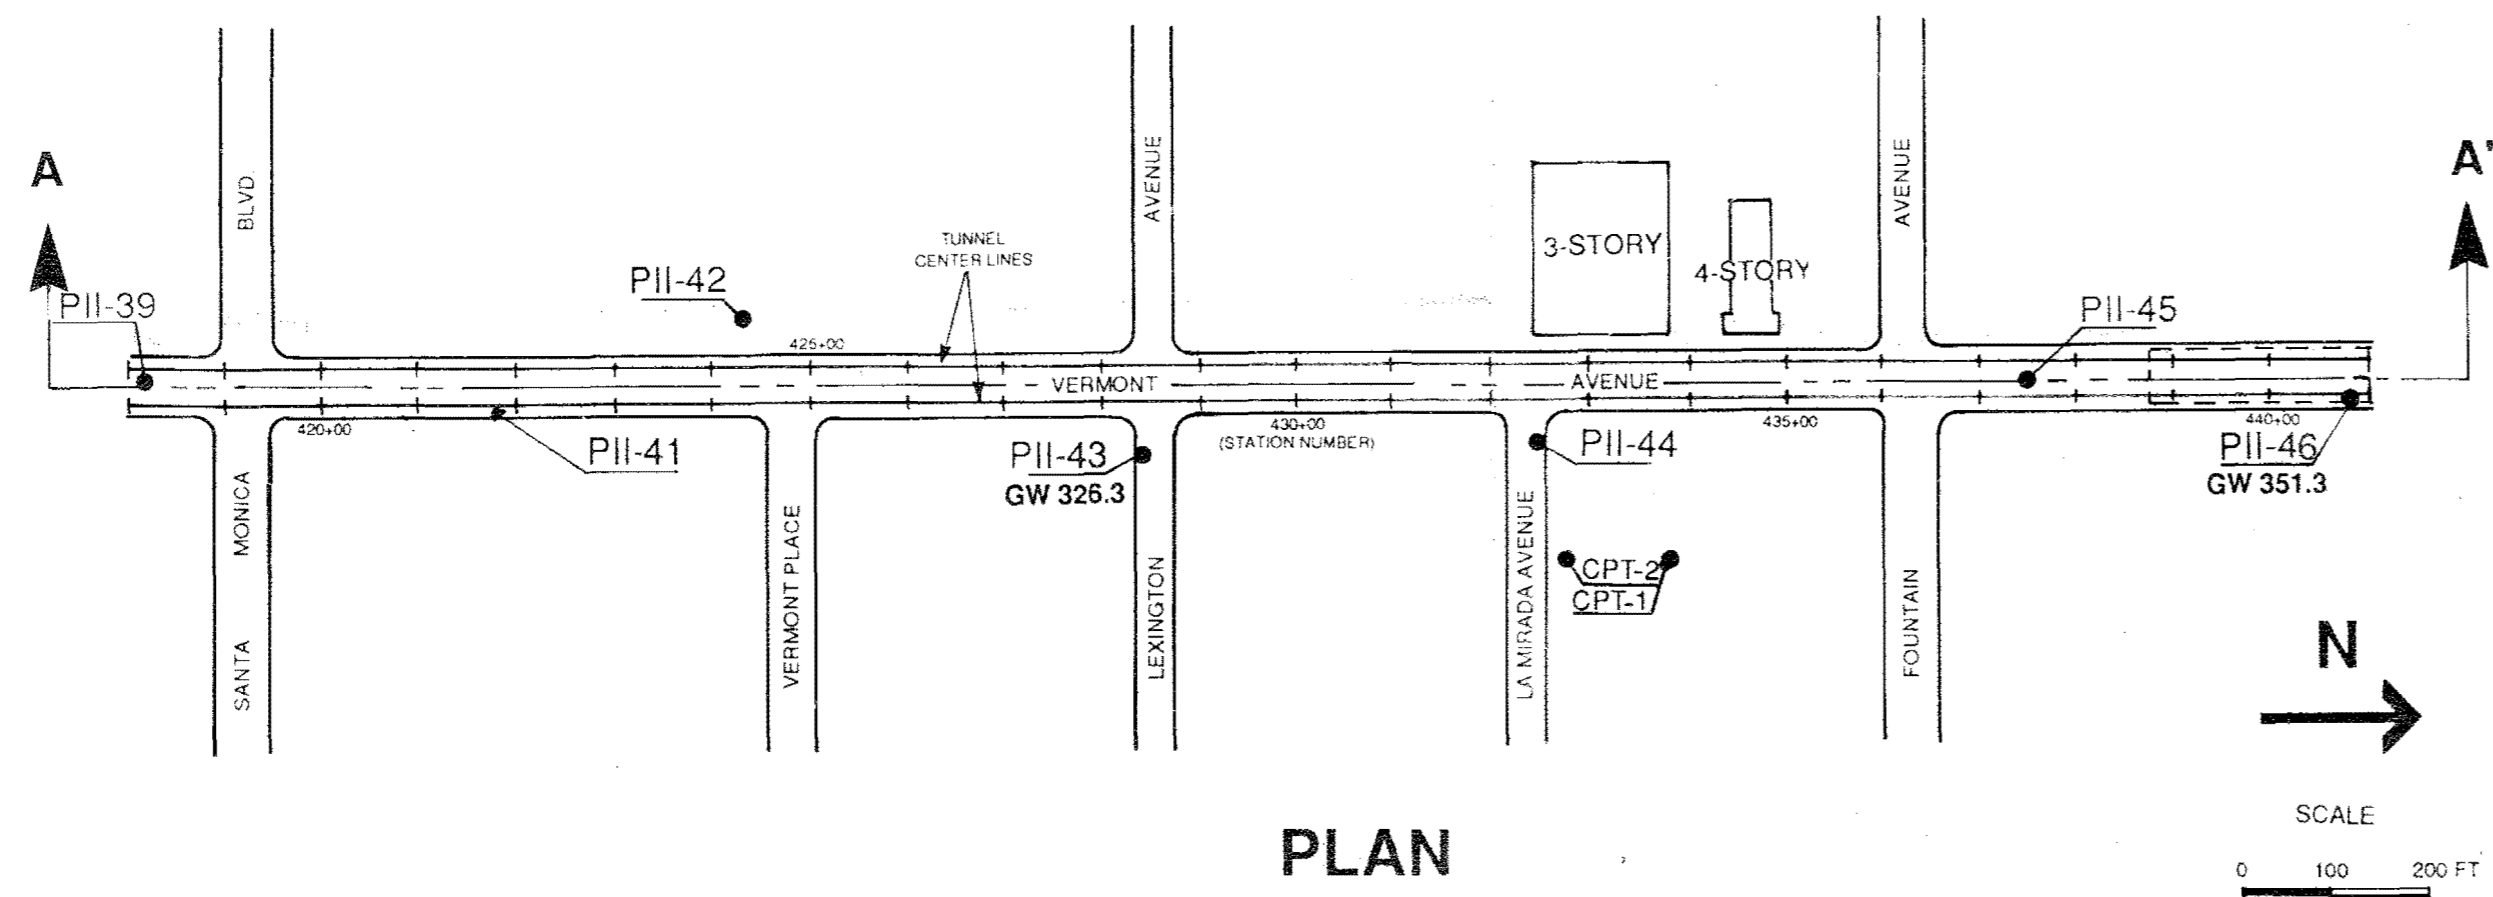 A
A'
BLVD.
AVENUE
AVENUE
TUNNEL
CENTER LINES
3-STORY
4-STORY
PII-42
PII-39
PII-45
425+00
VERMONT
AVENUE
420+00
PII-41
430+00
(STATION NUMBER)
PII-43
GW 326.3
PII-44
435+00
440+00
PII-46
GW 351.3
SANTA MONICA
VERMONT PLACE
LEXINGTON
LA MIRADA AVENUE
CPT-2
CPT-1
FOUNTAIN
N
PLAN
SCALE
0 100 200 FT